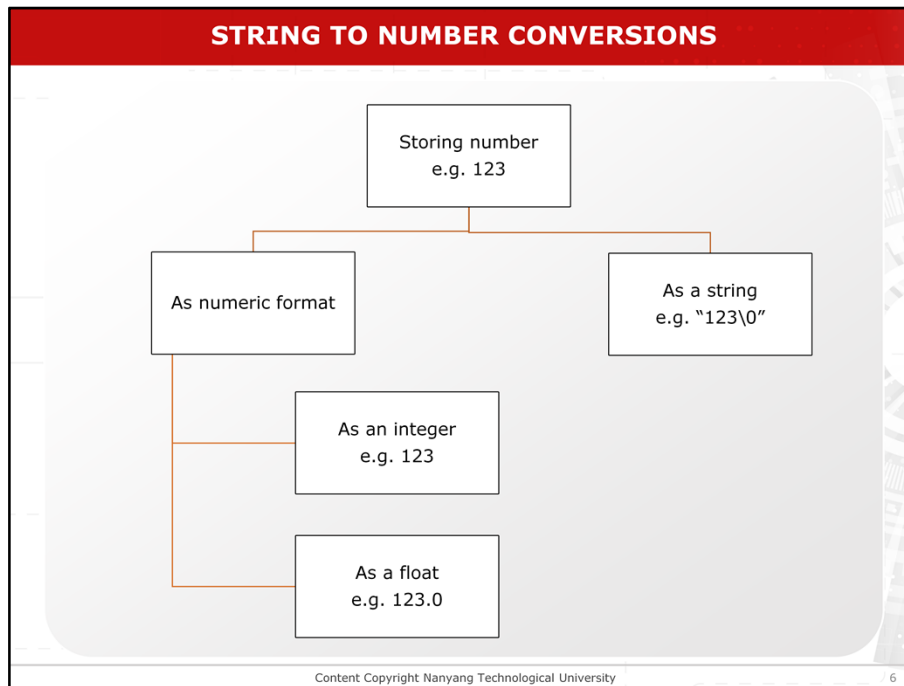 STRING TO NUMBER CONVERSIONS
Storing number
e.g. 123
As numeric format
As a string
e.g. “123\0”
As an integer
e.g. 123
As a float
e.g. 123.0
Content Copyright Nanyang Technological University
6